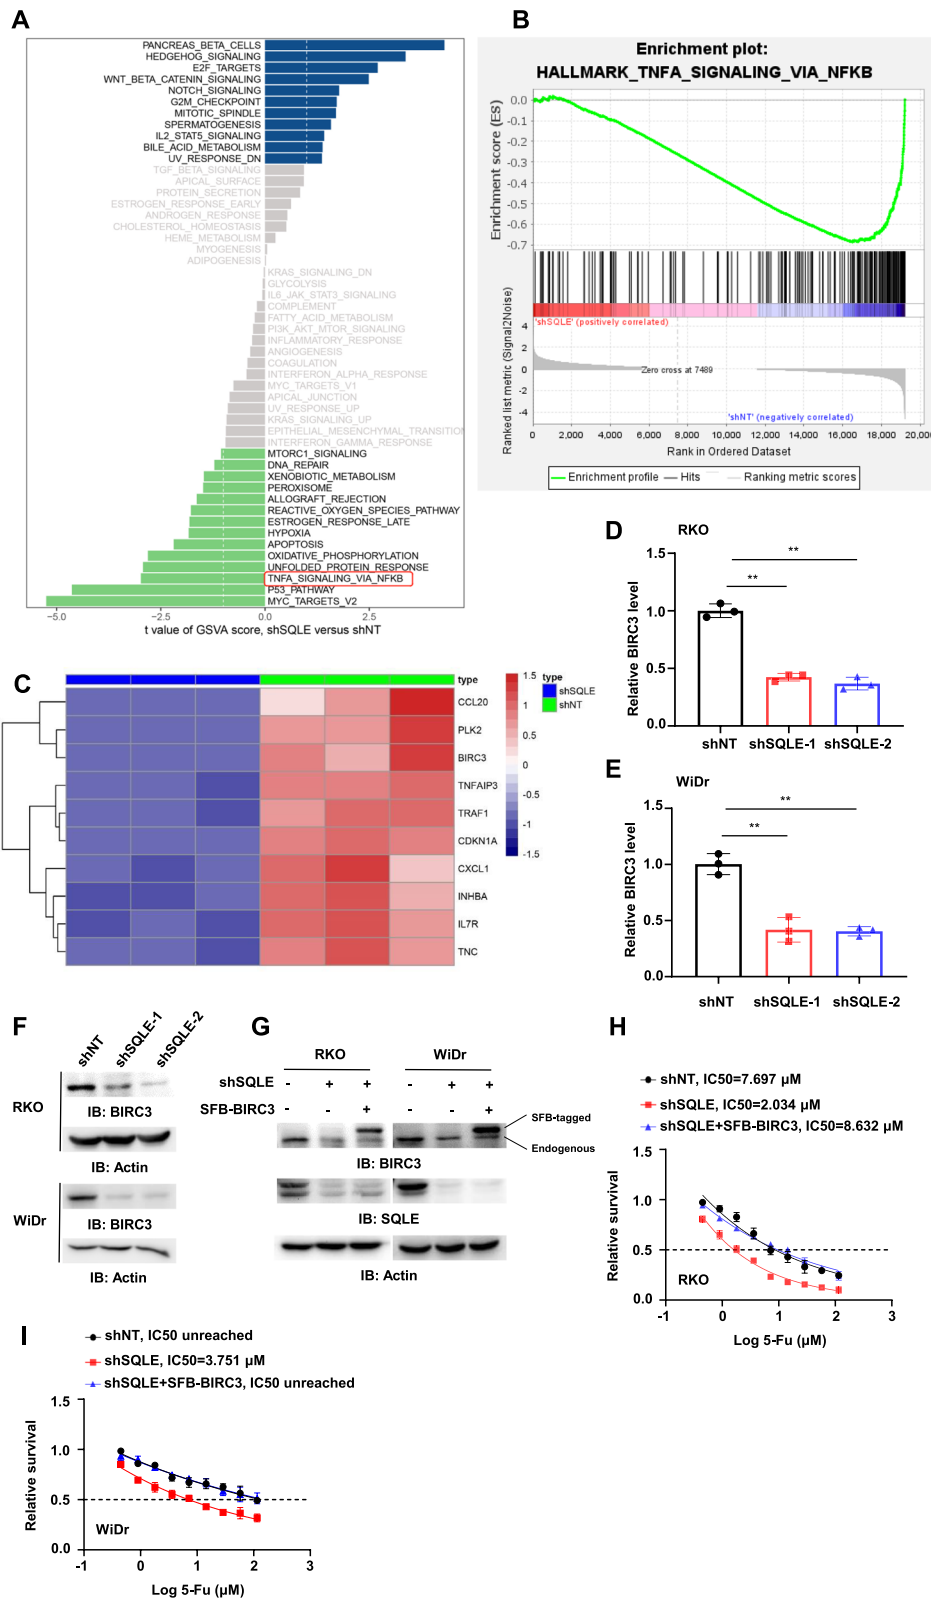 A
PANCREAS_BETA_CELLS
HEDGEHOG_SIGNALING
E2F_TARGETS
WNT_BETA_CATENIN_SIGNALING
NOTCH_SIGNALING
G2M_CHECKPOINT
MITOTIC_SPINDLE
SPERMATOGENESIS
IL2_STAT5_SIGNALING
BILE_ACID_METABOLISM
UV_RESPONSE_DN
TGF_BETA_SIGNALING
APICAL_SURFACE
PROTEIN_SECRETION
ESTROGEN_RESPONSE_EARLY
ANDROGEN_RESPONSE
CHOLESTEROL_HOMEOSTASIS
HEME_METABOLISM
MYOGENESIS
ADIPOGENESIS
KRAS_SIGNALING_DN
GLYCOLYSIS
IL6_JAK_STAT3_SIGNALING
COMPLEMENT
FATTY_ACID_METABOLISM
PI3K_AKT_MTOR_SIGNALING
INFLAMMATORY_RESPONSE
ANGIOGENESIS
COAGULATION
INTERFERON_ALPHA_RESPONSE
MYC_TARGETS_V1
APICAL_JUNCTION
UV_RESPONSE_UP
KRAS_SIGNALING_UP
EPITHELIAL_MESENCHYMAL_TRANSITION
INTERFERON_GAMMA_RESPONSE
MTORC1_SIGNALING
DNA_REPAIR
XENOBIOTIC_METABOLISM
PEROXISOME
ALLOGRAFT_REJECTION
REACTIVE_OXYGEN_SPECIES_PATHWAY
ESTROGEN_RESPONSE_LATE
HYPOXIA
APOPTOSIS
OXIDATIVE_PHOSPHORYLATION
UNFOLDED_PROTEIN_RESPONSE
TNFA_SIGNALING_VIA_NFKB
P53_PATHWAY
MYC_TARGETS_V2
−5.0 −2.5 0.0 2.5
t value of GSVA score, shSQLE versus shNT
B
Enrichment plot:
HALLMARK_TNFA_SIGNALING_VIA_NFKB
Enrichment score (ES)
0.0
-0.1
-0.2
-0.3
-0.4
-0.5
-0.6
-0.7
'shSQLE' (positively correlated)
Ranked list metric (Signal2Noise)
4
2
0
-2
-4
Zero cross at 7489
'shNT' (negatively correlated)
0 2,000 4,000 6,000 8,000 10,000 12,000 14,000 16,000 18,000 20,000
Rank in Ordered Dataset
Enrichment profile Hits Ranking metric scores
C
type
CCL20
PLK2
BIRC3
TNFAIP3
TRAF1
CDKN1A
CXCL1
INHBA
IL7R
TNC
1.5
1
0.5
0
-0.5
-1
-1.5
type
shSQLE
shNT
D
RKO
Relative BIRC3 level
1.5
1.0
0.5
0.0
**
**
shNT shSQLE-1 shSQLE-2
E
WiDr
Relative BIRC3 level
1.5
1.0
0.5
0.0
**
**
shNT shSQLE-1 shSQLE-2
F
shNT shSQLE-1 shSQLE-2
RKO
IB: BIRC3
IB: Actin
WiDr
IB: BIRC3
IB: Actin
G
RKO WiDr
shSQLE - + + - + +
SFB-BIRC3 - - + - - +
SFB-tagged
Endogenous
IB: BIRC3
IB: SQLE
IB: Actin
H
shNT, IC50=7.697 μM
shSQLE, IC50=2.034 μM
shSQLE+SFB-BIRC3, IC50=8.632 μM
Relative survival
1.5
1.0
0.5
0.0
RKO
-1 0 1 2 3
Log 5-Fu (μM)
I
shNT, IC50 unreached
shSQLE, IC50=3.751 μM
shSQLE+SFB-BIRC3, IC50 unreached
Relative survival
1.5
1.0
0.5
0.0
WiDr
-1 0 1 2 3
Log 5-Fu (μM)